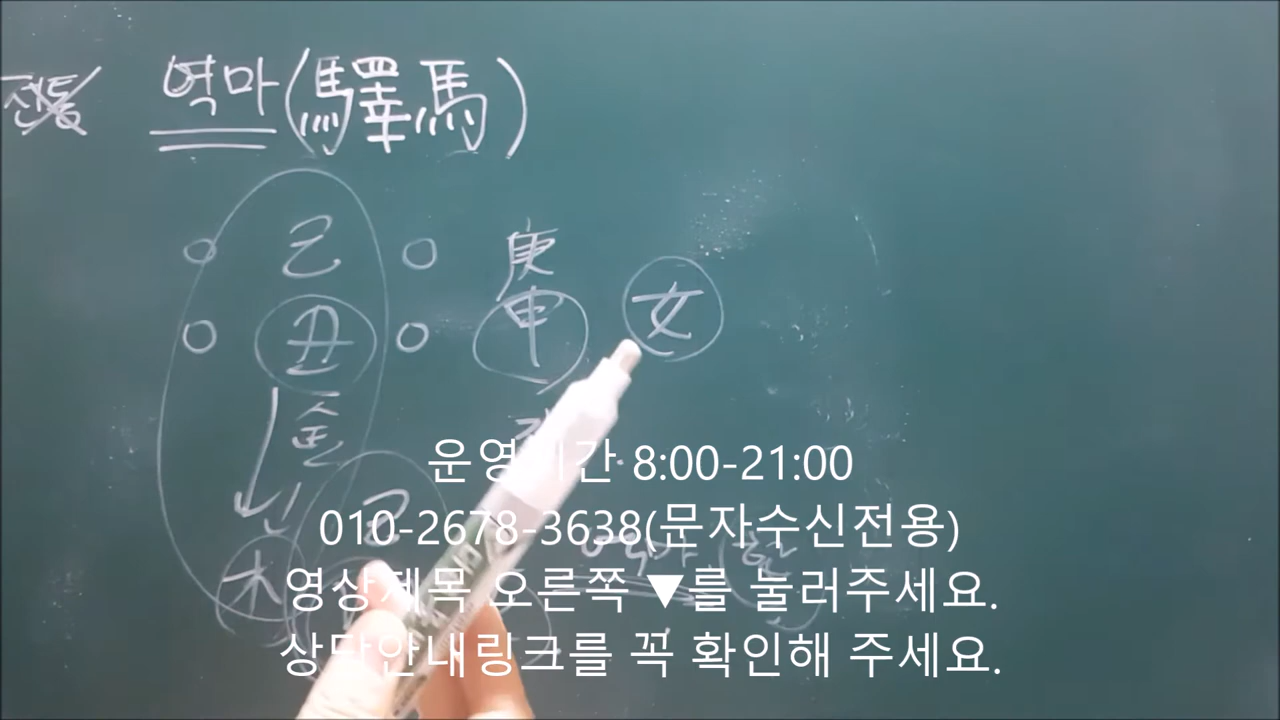 역마(驛馬)
己 庚
丑 申 女
金
木
운영시간 8:00-21:00
010-2678-3638(문자수신전용)
영상제목 오른쪽 ▼를 눌러주세요.
상담안내링크를 꼭 확인해 주세요.